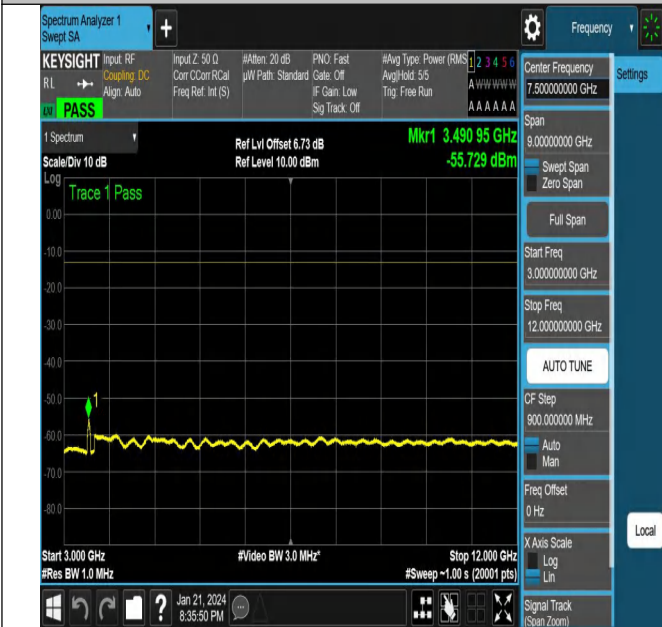 Spectrum Analyzer 1
Swept SA
+
Frequency
KEYSIGHT
RL
Align: Auto
Input: RF
Coupling: DC
Input Z: 50 Ω
Corr CCorr RCal
Freq Ref: Int (S)
#Atten: 20 dB
µW Path: Standard
PNO: Fast
Gate: Off
IF Gain: Low
Sig Track: Off
#Avg Type: Power (RMS
Avg|Hold: 5/5
Trig: Free Run
1 2 3 4 5 6
A W W W W W
A A A A A A
LXI
PASS
1 Spectrum
Scale/Div 10 dB
Log
Ref Lvl Offset 6.73 dB
Ref Level 10.00 dBm
Mkr1 3.490 95 GHz
-55.729 dBm
Trace 1 Pass
0.00
-10.0
-20.0
-30.0
-40.0
-50.0
-60.0
-70.0
-80.0
1
Start 3.000 GHz
#Res BW 1.0 MHz
#Video BW 3.0 MHz*
Stop 12.000 GHz
#Sweep ~1.00 s (20001 pts)
Center Frequency
7.500000000 GHz
Settings
Span
9.00000000 GHz
Swept Span
Zero Span
Full Span
Start Freq
3.000000000 GHz
Stop Freq
12.000000000 GHz
AUTO TUNE
CF Step
900.000000 MHz
Auto
Man
Freq Offset
0 Hz
X Axis Scale
Log
Lin
Local
Signal Track
(Span Zoom)
?
Jan 21, 2024
8:35:50 PM